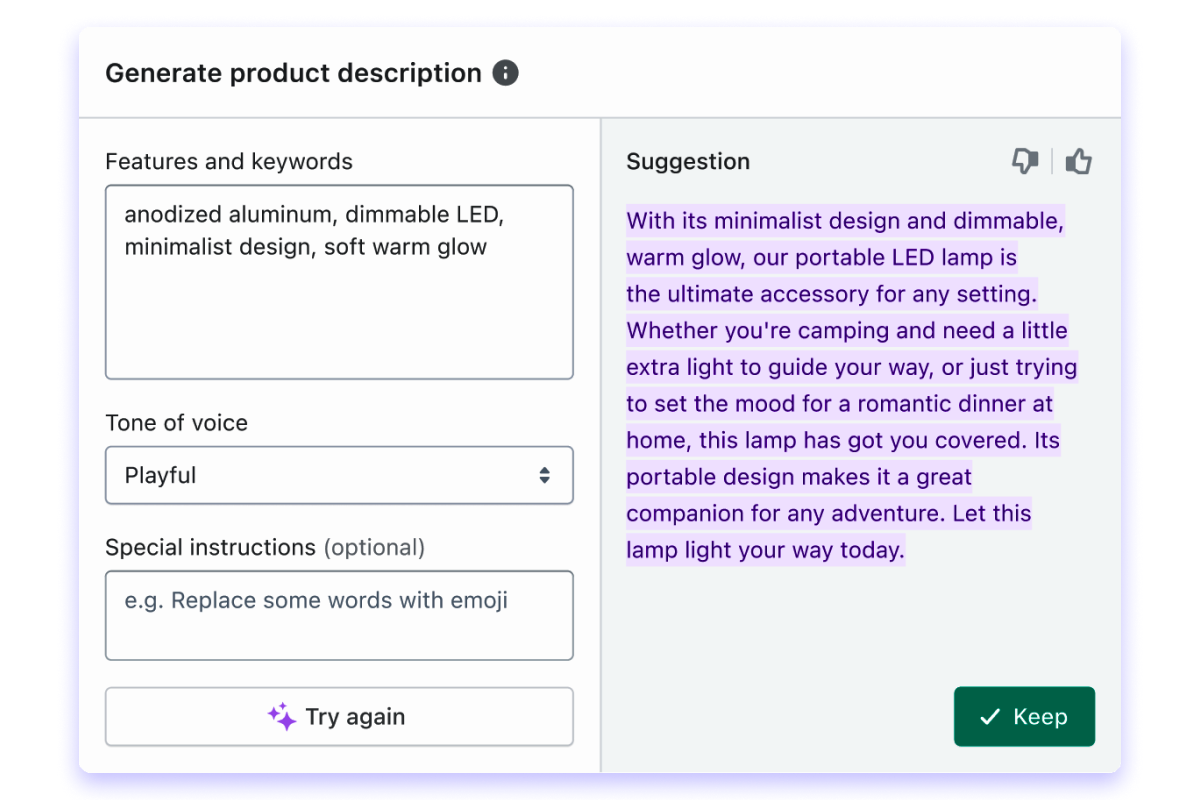 Generate product description
Features and keywords
anodized aluminum, dimmable LED,
minimalist design, soft warm glow
Tone of voice
Playful
Special instructions (optional)
e.g. Replace some words with emoji
Try again
Suggestion
With its minimalist design and dimmable,
warm glow, our portable LED lamp is
the ultimate accessory for any setting.
Whether you're camping and need a little
extra light to guide your way, or just trying
to set the mood for a romantic dinner at
home, this lamp has got you covered. Its
portable design makes it a great
companion for any adventure. Let this
lamp light your way today.
Keep